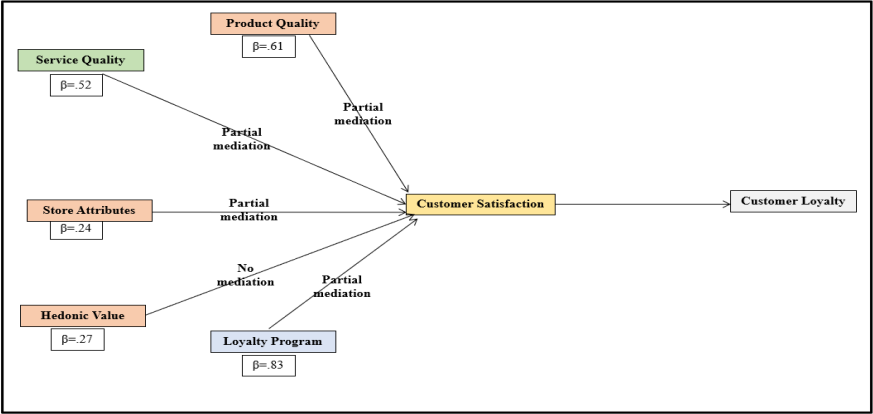 Product Quality
β=.61
Service Quality
β=.52
Partial
mediation
Partial
mediation
Store Attributes
β=.24
Partial
mediation
Customer Satisfaction
Customer Loyalty
No
mediation
Partial
mediation
Hedonic Value
β=.27
Loyalty Program
β=.83